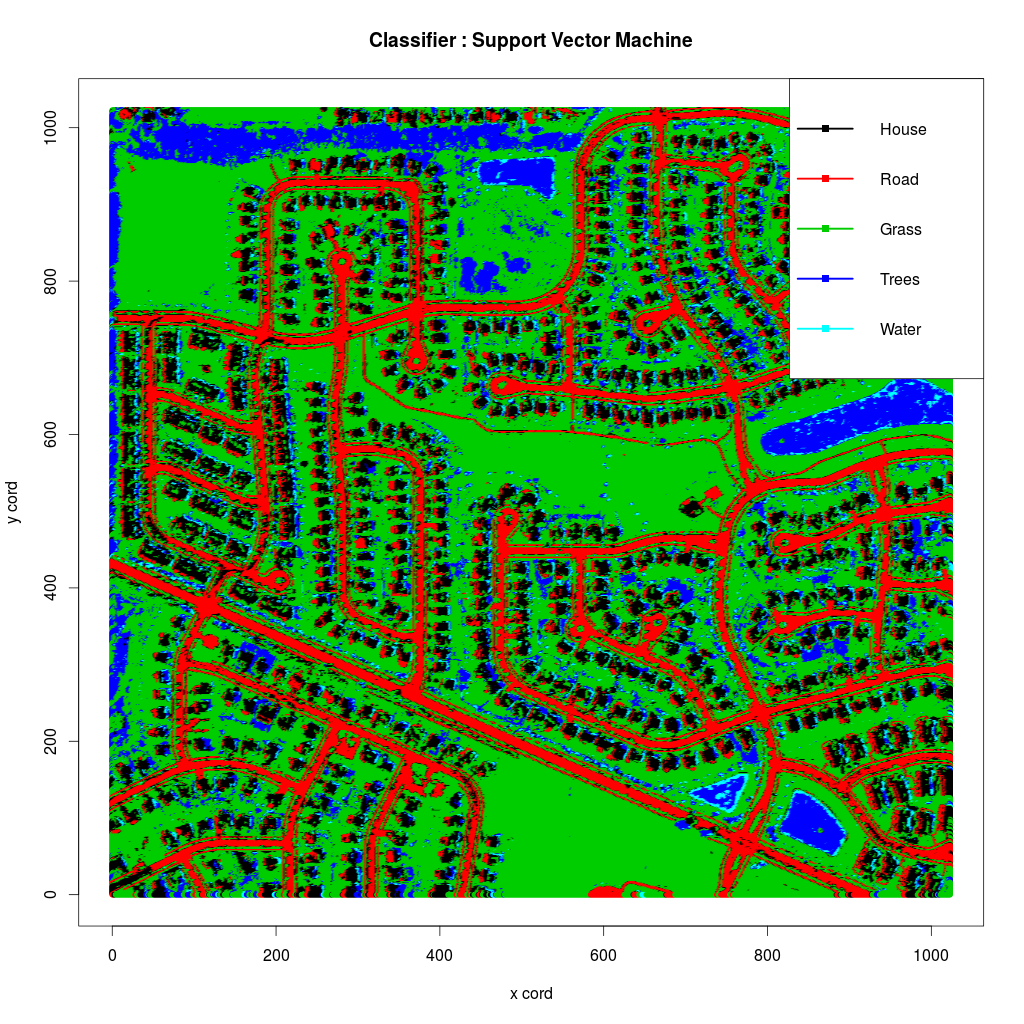 Classifier : Support Vector Machine
House
Road
Grass
Trees
Water
y cord
1000
800
600
400
200
0
0 200 400 600 800 1000
x cord